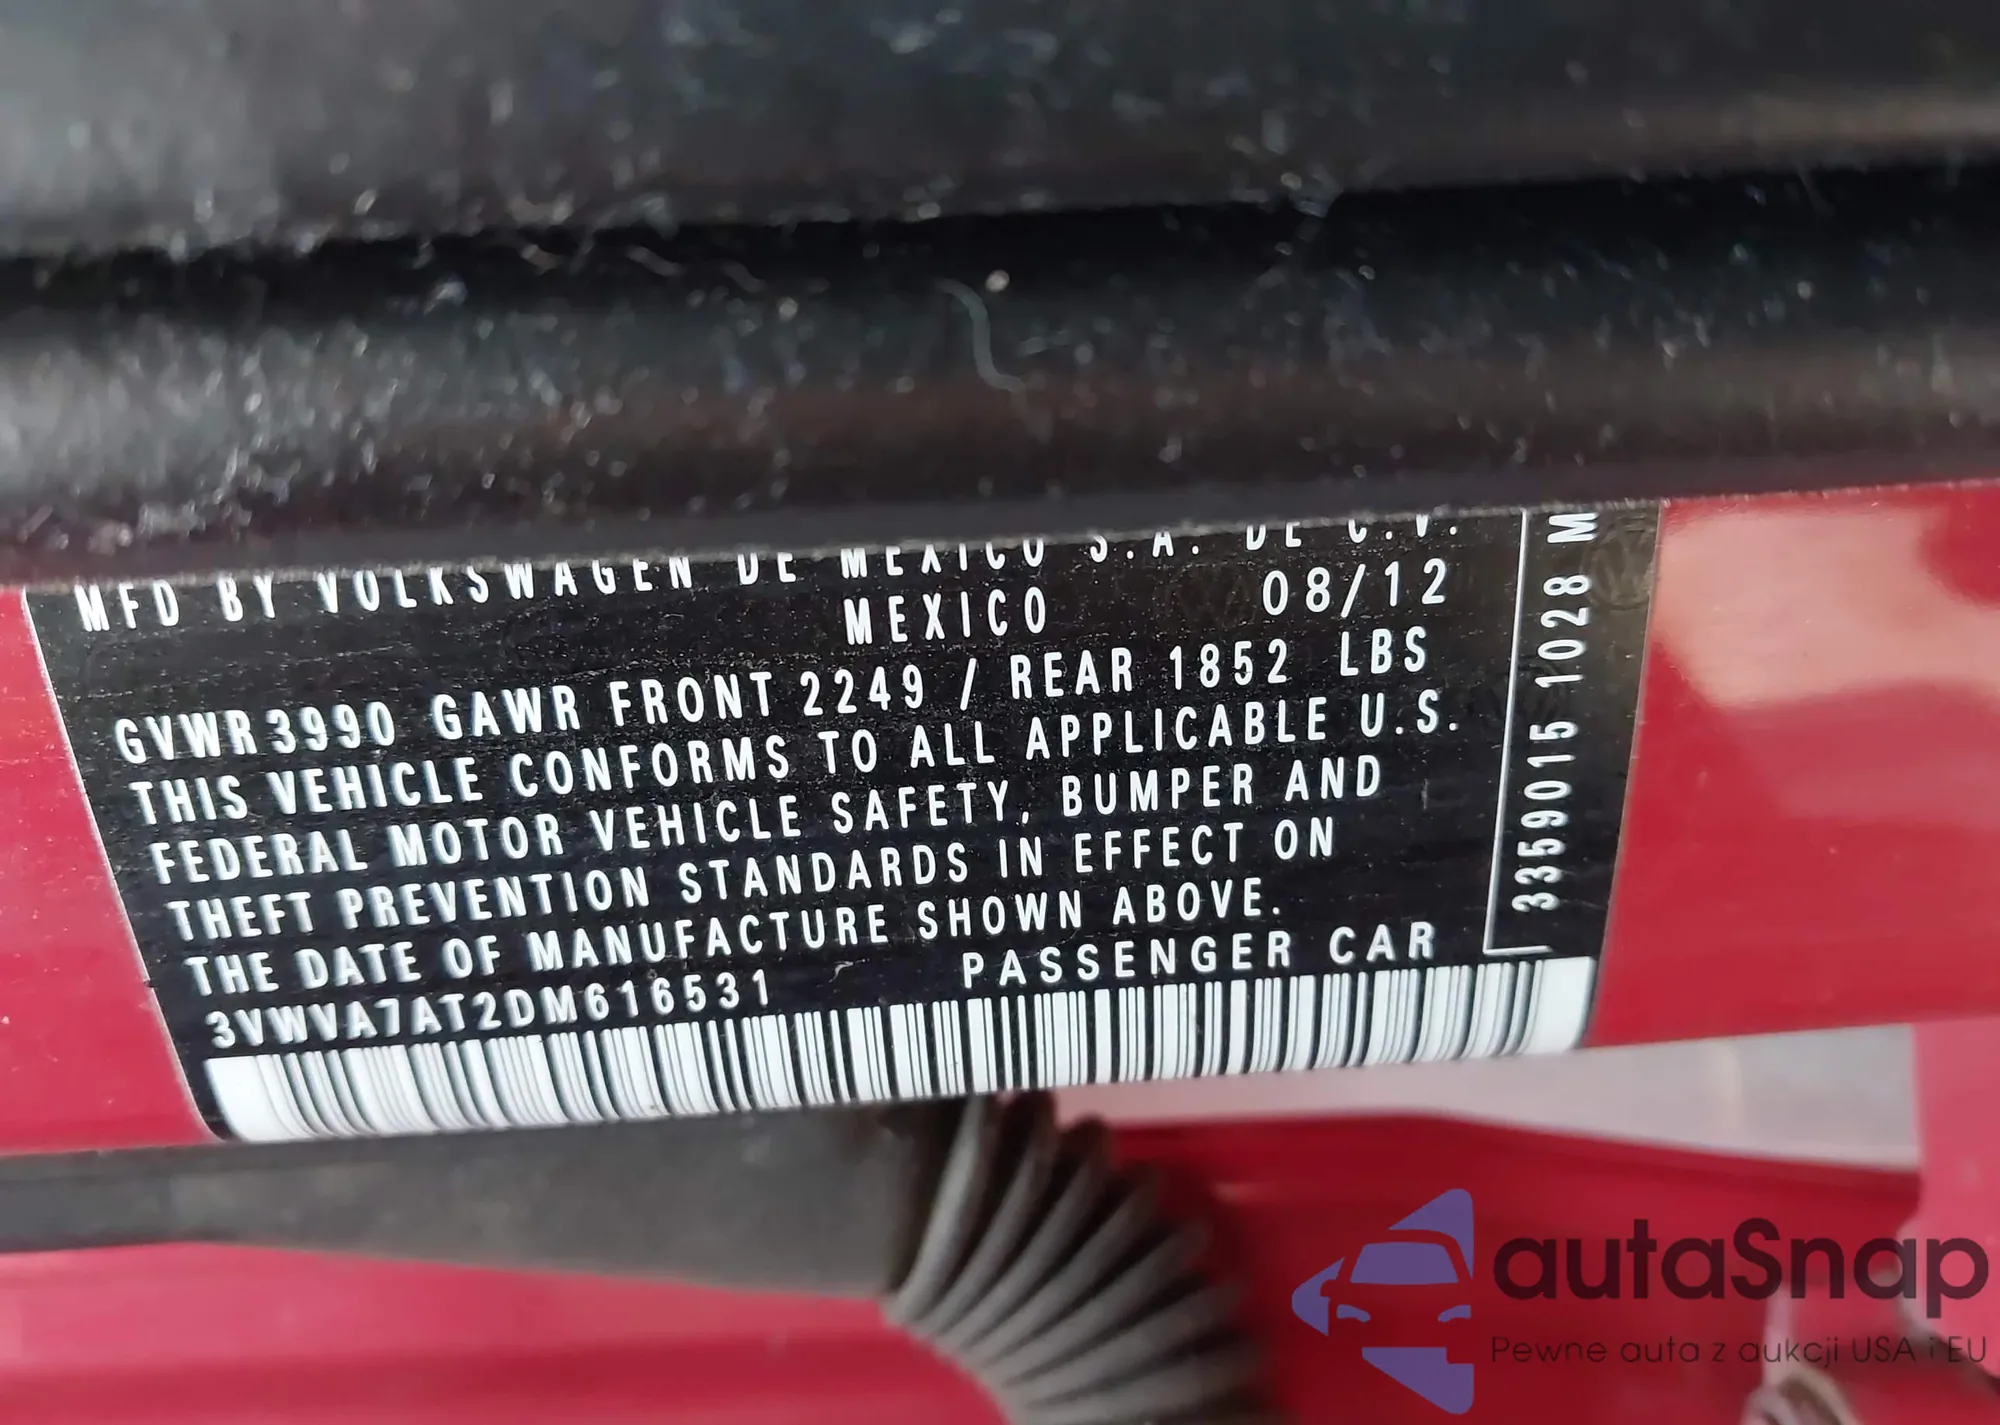 MFD BY VOLKSWAGEN DE MEXICO S.A. DE C.V.
MEXICO 08/12
GVWR 3990 GAWR FRONT 2249 / REAR 1852 LBS
THIS VEHICLE CONFORMS TO ALL APPLICABLE U.S.
FEDERAL MOTOR VEHICLE SAFETY, BUMPER AND
THEFT PREVENTION STANDARDS IN EFFECT ON
THE DATE OF MANUFACTURE SHOWN ABOVE.
3VWVA7AT2DM616531 PASSENGER CAR
3359015 1028 M
autaSnap
Pewne auta z aukcji USA i EU